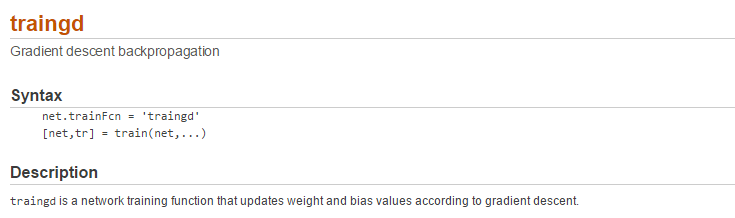 traingd
Gradient descent backpropagation
Syntax
net.trainFcn = 'traingd'
[net,tr] = train(net,...)
Description
traingd is a network training function that updates weight and bias values according to gradient descent.